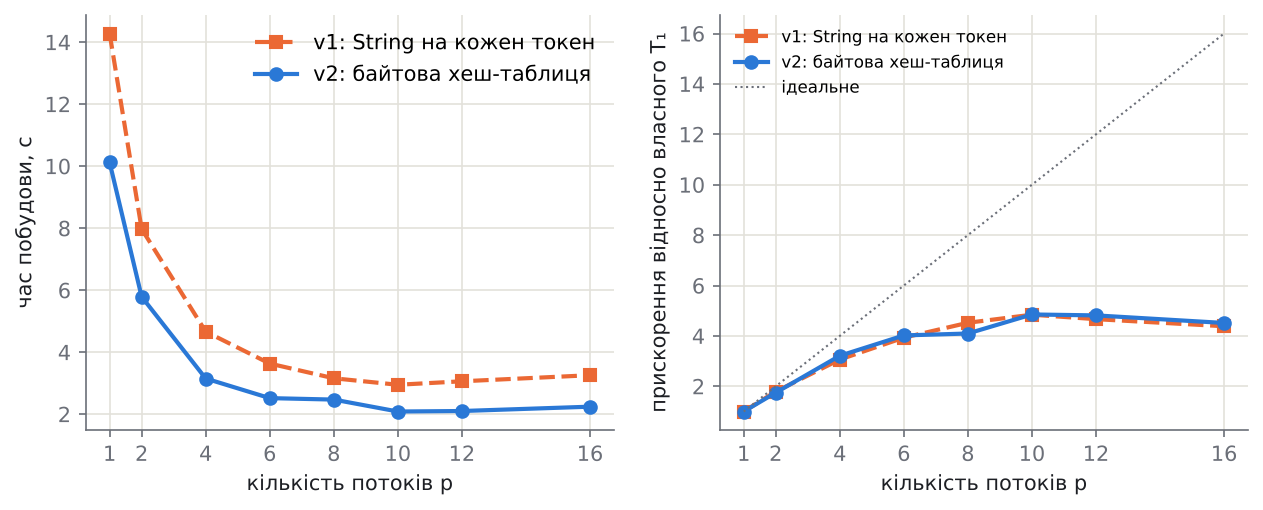 час побудови, с
14
12
10
8
6
4
2
v1: String на кожен токен
v2: байтова хеш-таблиця
1 2 4 6 8 10 12 16
кількість потоків p
прискорення відносно власного T₁
16
14
12
10
8
6
4
2
v1: String на кожен токен
v2: байтова хеш-таблиця
ідеальне
1 2 4 6 8 10 12 16
кількість потоків p